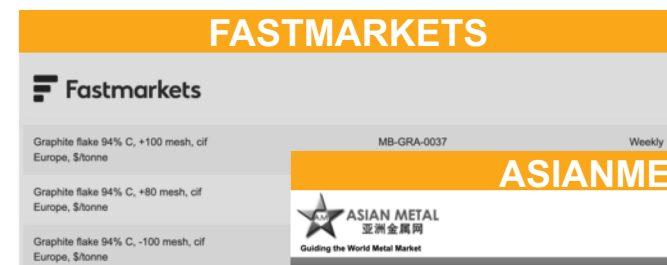 FASTMARKETS
Fastmarkets
Graphite flake 94% C, +100 mesh, cif
Europe, $/tonne
MB-GRA-0037
Weekly
Graphite flake 94% C, +80 mesh, cif
Europe, $/tonne
Graphite flake 94% C, -100 mesh, cif
Europe, $/tonne
ASIANME
ASIAN METAL
亚洲金属网
Guiding the World Metal Market